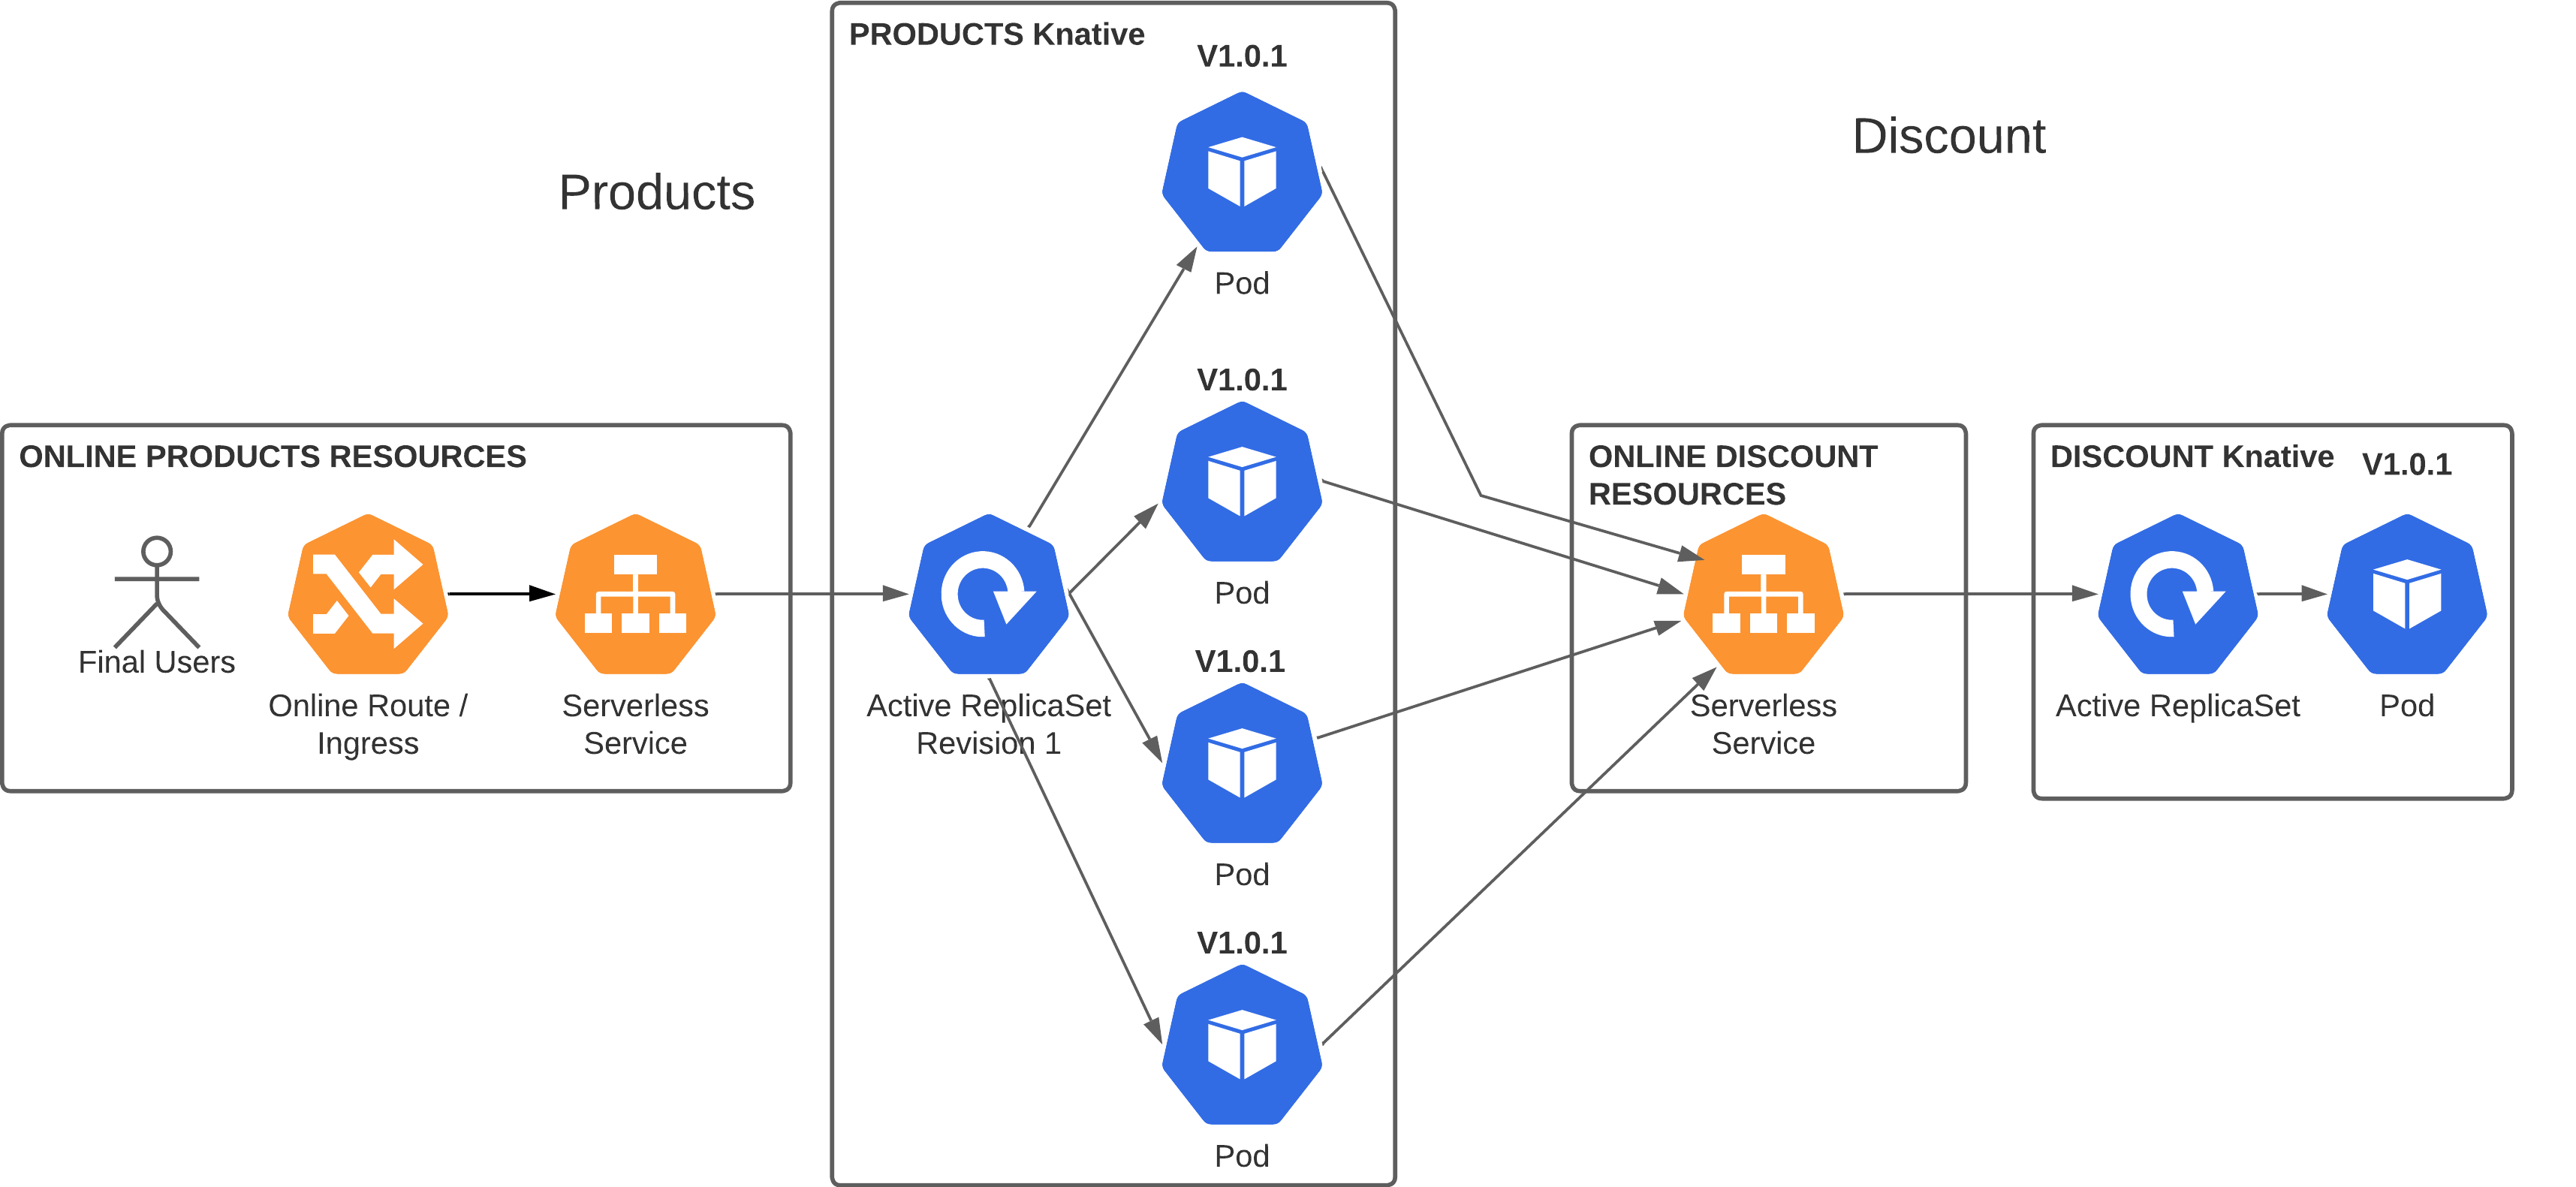 Products
Discount
ONLINE PRODUCTS RESOURCES
Final Users
Online Route /
Ingress
Serverless
Service
PRODUCTS Knative
Active ReplicaSet
Revision 1
V1.0.1
Pod
V1.0.1
Pod
V1.0.1
Pod
V1.0.1
Pod
ONLINE DISCOUNT
RESOURCES
Serverless
Service
DISCOUNT Knative
V1.0.1
Active ReplicaSet
Pod